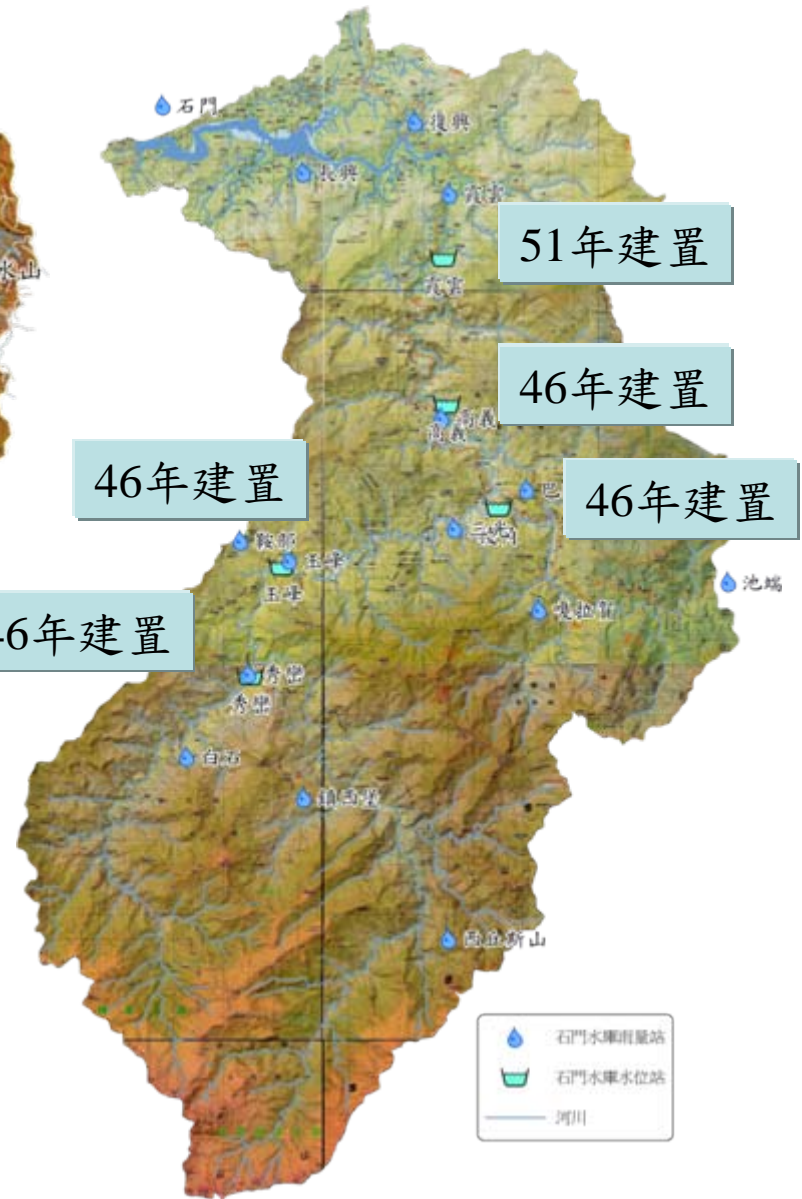 石門
復興
長興
霞雲
51年建置
霞雲
水山
46年建置
高義
高義
46年建置
巴
46年建置
鞍部
玉峰
玉峰
池端
嘎拉賀
6年建置
秀巒
秀巒
白石
鎮西堡
西丘斯山
石門水庫雨量站
石門水庫水位站
河川